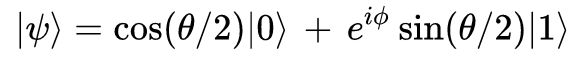 |ψ⟩ = cos(θ/2)|0⟩ + e^{iϕ} sin(θ/2)|1⟩